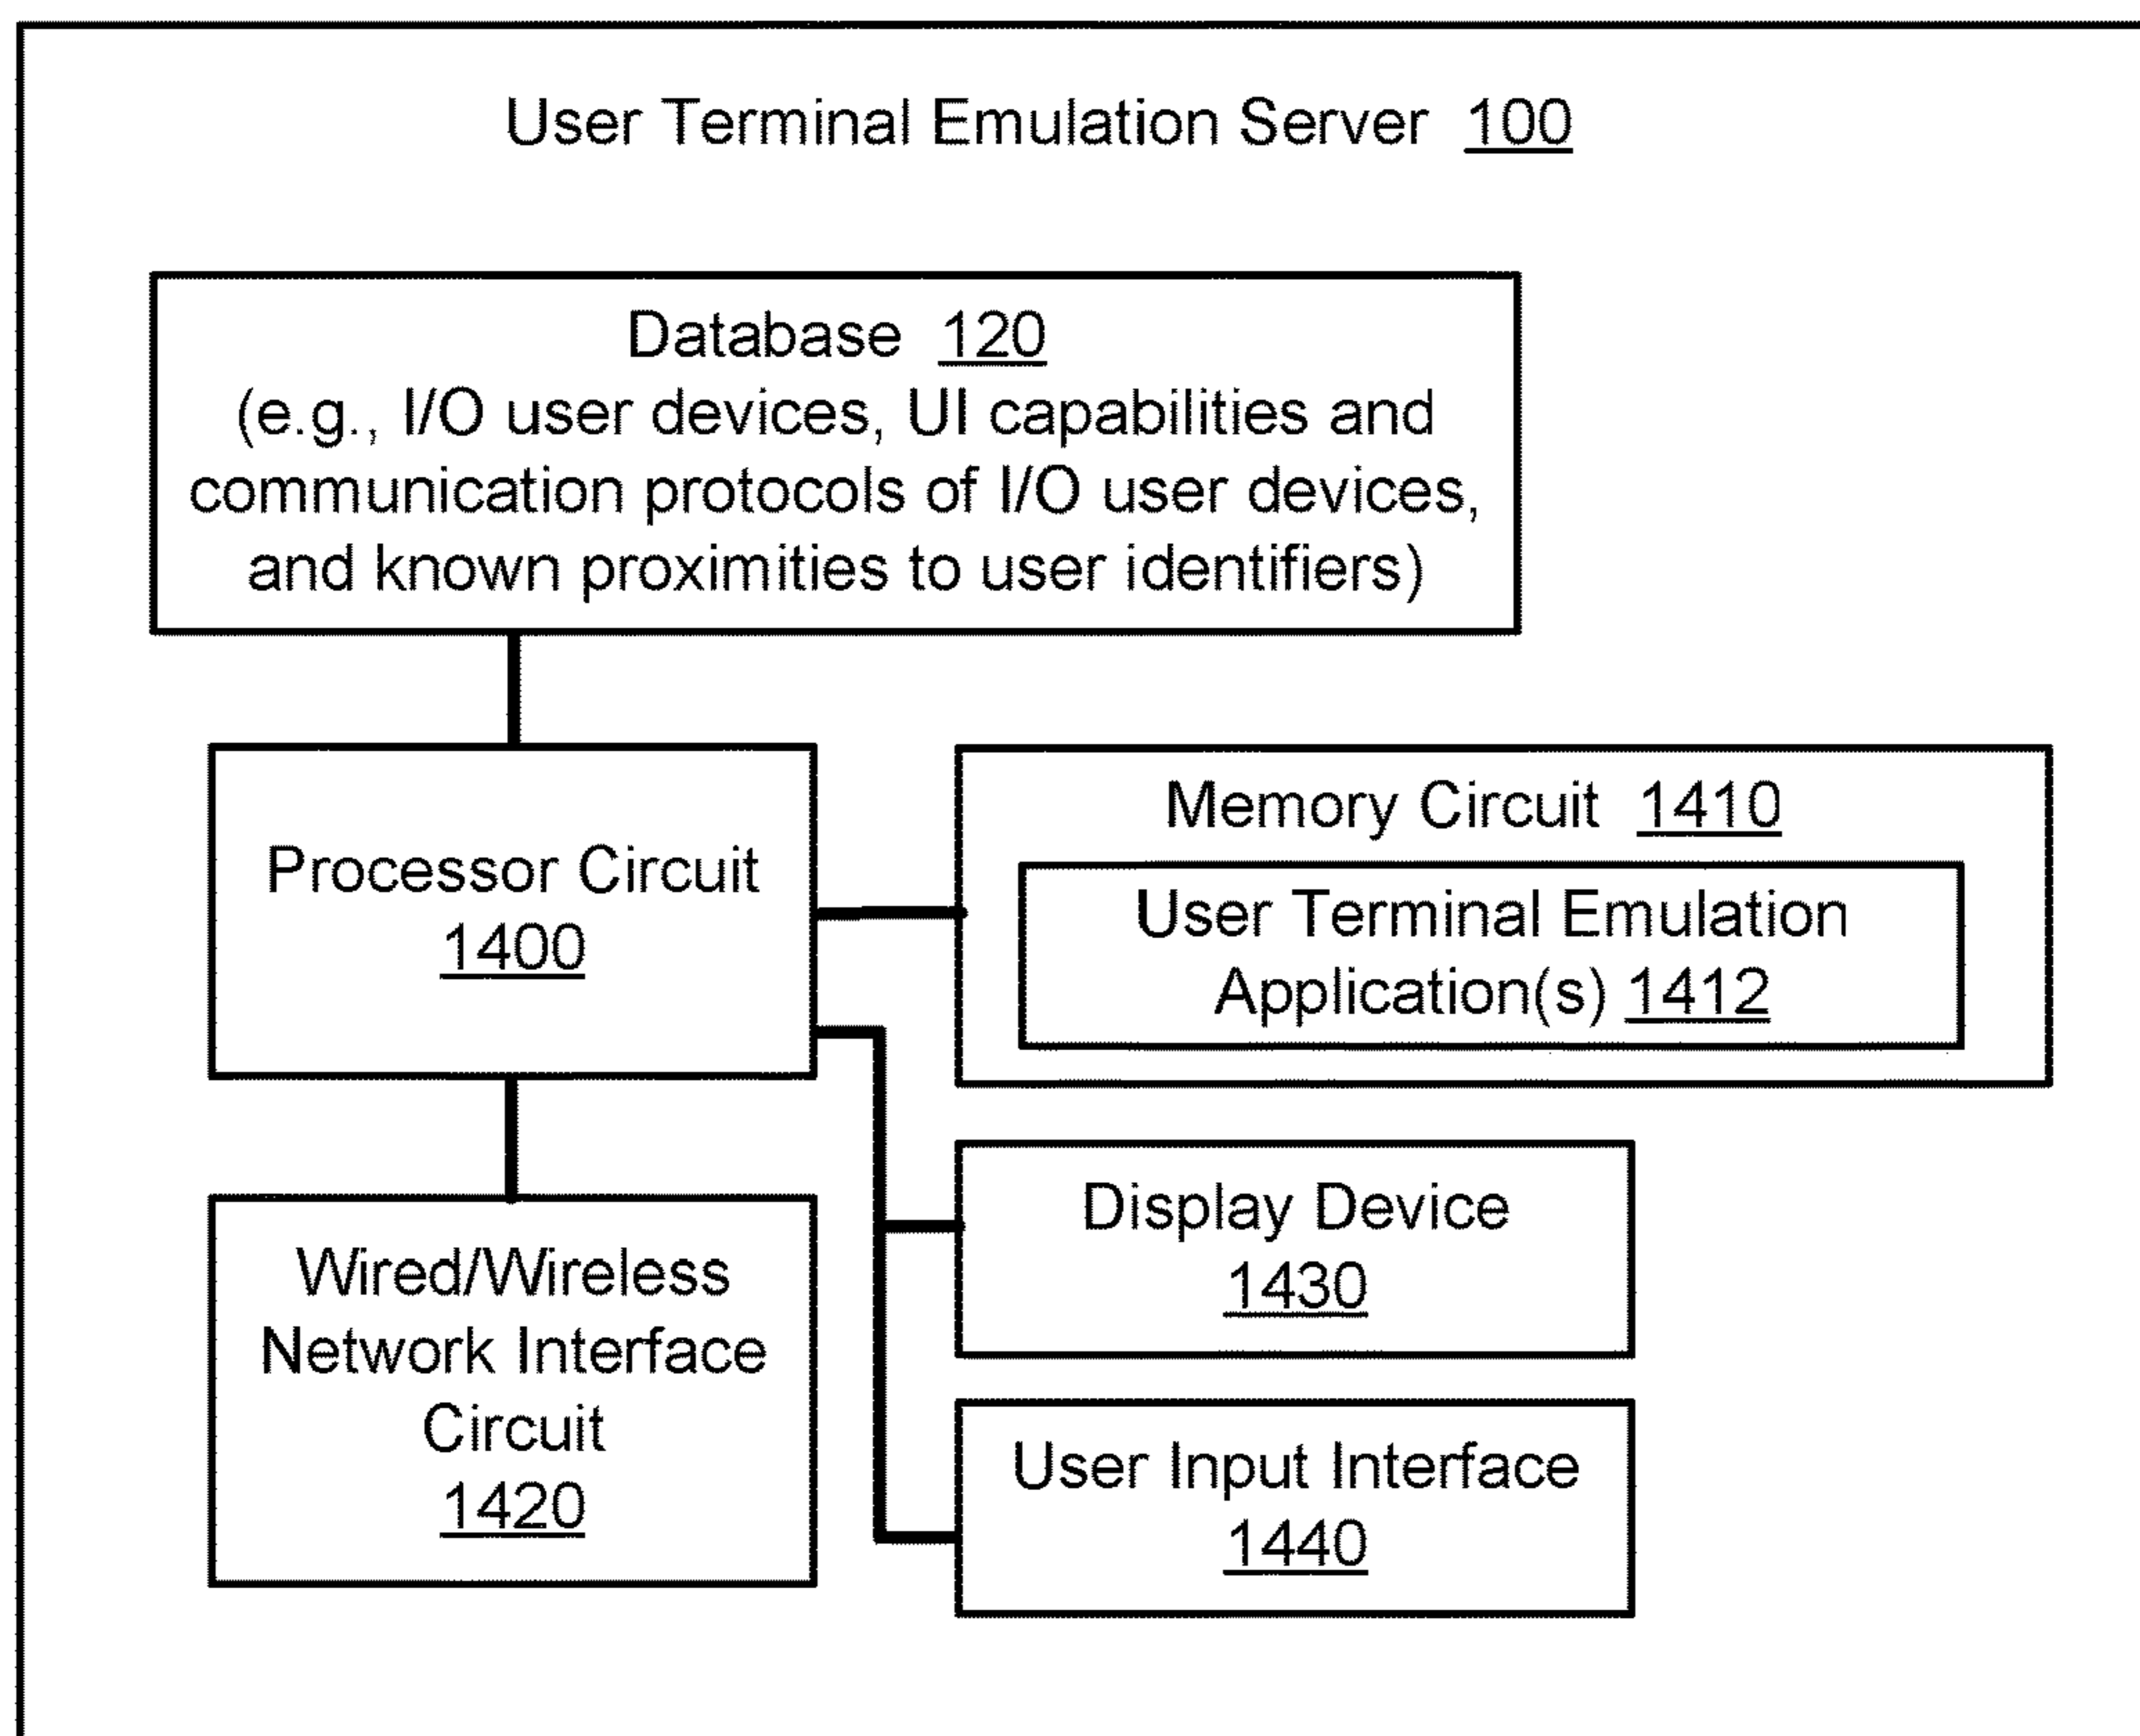 User Terminal Emulation Server 100
Database 120
(e.g., I/O user devices, UI capabilities and
communication protocols of I/O user devices,
and known proximities to user identifiers)
Processor Circuit
1400
Memory Circuit 1410
User Terminal Emulation
Application(s) 1412
Wired/Wireless
Network Interface
Circuit
1420
Display Device
1430
User Input Interface
1440